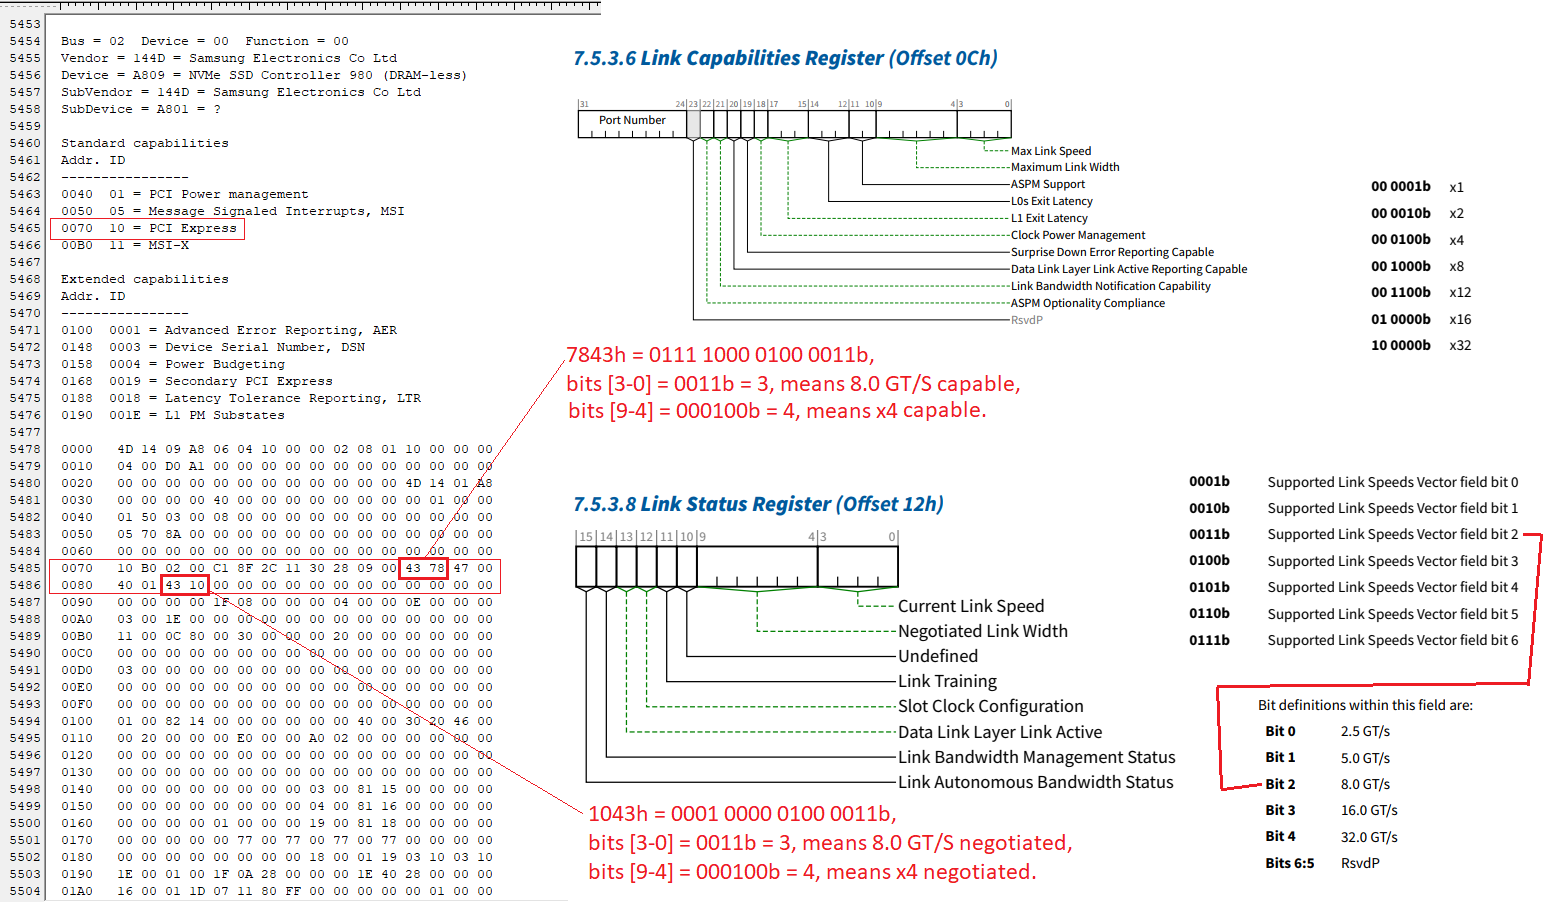 5453
5454 Bus = 02 Device = 00 Function = 00
5455 Vendor = 144D = Samsung Electronics Co Ltd
5456 Device = A809 = NVMe SSD Controller 980 (DRAM-less)
5457 SubVendor = 144D = Samsung Electronics Co Ltd
5458 SubDevice = A801 = ?
5459
5460 Standard capabilities
5461 Addr. ID
5462 ----------------
5463 0040 01 = PCI Power management
5464 0050 05 = Message Signaled Interrupts, MSI
5465 0070 10 = PCI Express
5466 00B0 11 = MSI-X
5467
5468 Extended capabilities
5469 Addr. ID
5470 ----------------
5471 0100 0001 = Advanced Error Reporting, AER
5472 0148 0003 = Device Serial Number, DSN
5473 0158 0004 = Power Budgeting
5474 0168 0019 = Secondary PCI Express
5475 0188 0018 = Latency Tolerance Reporting, LTR
5476 0190 001E = L1 PM Substates
5477
5478 0000 4D 14 09 A8 06 04 10 00 00 02 08 01 10 00 00 00
5479 0010 04 00 D0 A1 00 00 00 00 00 00 00 00 00 00 00 00
5480 0020 00 00 00 00 00 00 00 00 00 00 00 00 4D 14 01 A8
5481 0030 00 00 00 00 40 00 00 00 00 00 00 00 00 01 00 00
5482 0040 01 50 03 00 08 00 00 00 00 00 00 00 00 00 00 00
5483 0050 05 70 8A 00 00 00 00 00 00 00 00 00 00 00 00 00
5484 0060 00 00 00 00 00 00 00 00 00 00 00 00 00 00 00 00
5485 0070 10 B0 02 00 C1 8F 2C 11 30 28 09 00 43 78 47 00
5486 0080 40 01 43 10 00 00 00 00 00 00 00 00 00 00 00 00
5487 0090 00 00 00 00 1F 08 00 00 00 04 00 00 0E 00 00 00
5488 00A0 03 00 1E 00 00 00 00 00 00 00 00 00 00 00 00 00
5489 00B0 11 00 0C 80 00 30 00 00 00 20 00 00 00 00 00 00
5490 00C0 00 00 00 00 00 00 00 00 00 00 00 00 00 00 00 00
5491 00D0 03 00 00 00 00 00 00 00 00 00 00 00 00 00 00 00
5492 00E0 00 00 00 00 00 00 00 00 00 00 00 00 00 00 00 00
5493 00F0 00 00 00 00 00 00 00 00 00 00 00 00 00 00 00 00
5494 0100 01 00 82 14 00 00 00 00 00 00 40 00 30 20 46 00
5495 0110 00 20 00 00 00 E0 00 00 A0 02 00 00 00 00 00 00
5496 0120 00 00 00 00 00 00 00 00 00 00 00 00 00 00 00 00
5497 0130 00 00 00 00 00 00 00 00 00 00 00 00 00 00 00 00
5498 0140 00 00 00 00 00 00 00 00 03 00 81 15 00 00 00 00
5499 0150 00 00 00 00 00 00 00 00 04 00 81 16 00 00 00 00
5500 0160 00 00 00 00 01 00 00 00 19 00 81 18 00 00 00 00
5501 0170 00 00 00 00 00 77 00 77 00 77 00 77 00 00 00 00
5502 0180 00 00 00 00 00 00 00 00 18 00 01 19 03 10 03 10
5503 0190 1E 00 01 00 1F 0A 28 00 00 00 1E 40 28 00 00 00
5504 01A0 16 00 01 1D 07 11 80 FF 00 00 00 00 00 01 00 00
7.5.3.6 Link Capabilities Register (Offset 0Ch)
31 24 23 22 21 20 19 18 17 15 14 12 11 10 9 4 3 0
Port Number
Max Link Speed
Maximum Link Width
ASPM Support
L0s Exit Latency
L1 Exit Latency
Clock Power Management
Surprise Down Error Reporting Capable
Data Link Layer Link Active Reporting Capable
Link Bandwidth Notification Capability
ASPM Optionality Compliance
RsvdP
00 0001b x1
00 0010b x2
00 0100b x4
00 1000b x8
00 1100b x12
01 0000b x16
10 0000b x32
7843h = 0111 1000 0100 0011b,
bits [3-0] = 0011b = 3, means 8.0 GT/S capable,
bits [9-4] = 000100b = 4, means x4 capable.
7.5.3.8 Link Status Register (Offset 12h)
15 14 13 12 11 10 9 4 3 0
Current Link Speed
Negotiated Link Width
Undefined
Link Training
Slot Clock Configuration
Data Link Layer Link Active
Link Bandwidth Management Status
Link Autonomous Bandwidth Status
1043h = 0001 0000 0100 0011b,
bits [3-0] = 0011b = 3, means 8.0 GT/S negotiated,
bits [9-4] = 000100b = 4, means x4 negotiated.
0001b Supported Link Speeds Vector field bit 0
0010b Supported Link Speeds Vector field bit 1
0011b Supported Link Speeds Vector field bit 2
0100b Supported Link Speeds Vector field bit 3
0101b Supported Link Speeds Vector field bit 4
0110b Supported Link Speeds Vector field bit 5
0111b Supported Link Speeds Vector field bit 6
Bit definitions within this field are:
Bit 0 2.5 GT/s
Bit 1 5.0 GT/s
Bit 2 8.0 GT/s
Bit 3 16.0 GT/s
Bit 4 32.0 GT/s
Bits 6:5 RsvdP